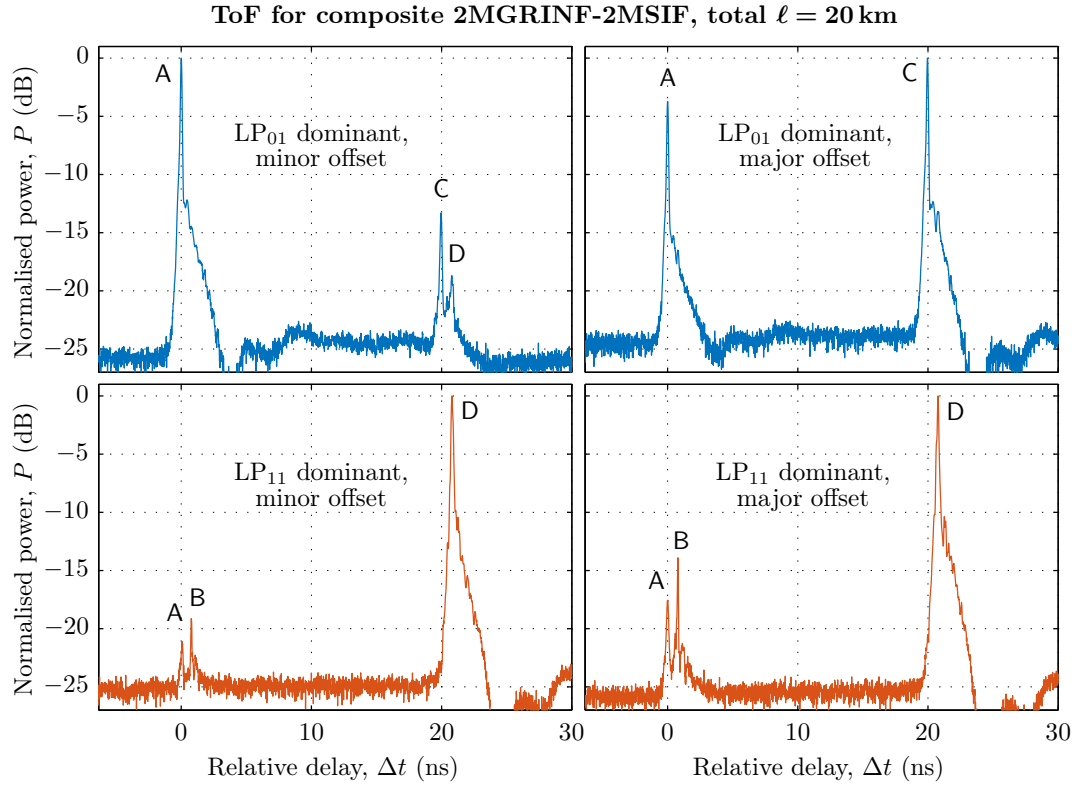 ToF for composite 2MGRINF-2MSIF, total ℓ = 20 km
Normalised power, P (dB)
0
−5
−10
−15
−20
−25
A
LP₀₁ dominant,
minor offset
C
D
A
C
LP₀₁ dominant,
major offset
Normalised power, P (dB)
0
−5
−10
−15
−20
−25
D
LP₁₁ dominant,
minor offset
A
B
0
10
20
30
Relative delay, Δt (ns)
D
LP₁₁ dominant,
major offset
B
A
0
10
20
30
Relative delay, Δt (ns)